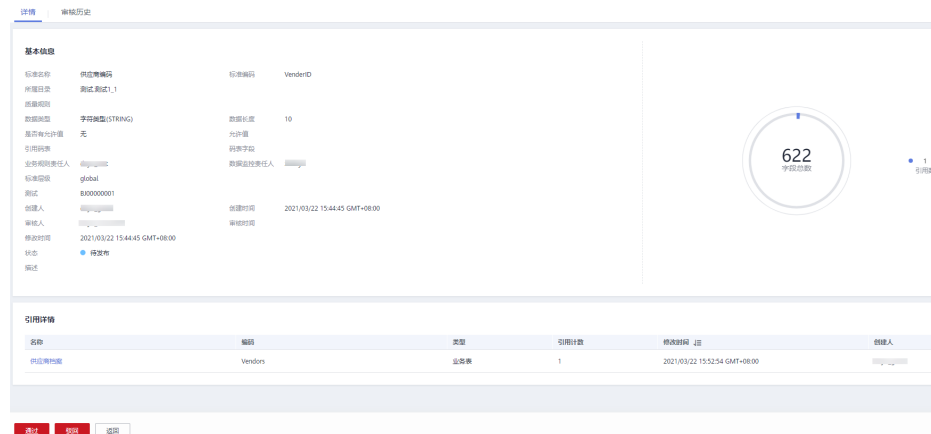 详情 审核历史
基本信息
标准名称 供应商编码 标准编码 VenderID
所属目录 测试.测试1_1
质量规则
数据类型 字符类型(STRING) 数据长度 10
是否有允许值 无 允许值
引用码表 码表字段
业务规则责任人 数据监控责任人
标准层级 global
测试 BJ00000001
创建人 创建时间 2021/03/22 15:44:45 GMT+08:00
审核人 审核时间
修改时间 2021/03/22 15:44:45 GMT+08:00
状态 待发布
描述
622
字段总数
1
引用
引用详情
名称 编码 类型 引用计数 修改时间 创建人
供应商档案 Vendors 业务表 1 2021/03/22 15:52:54 GMT+08:00
通过 驳回 返回